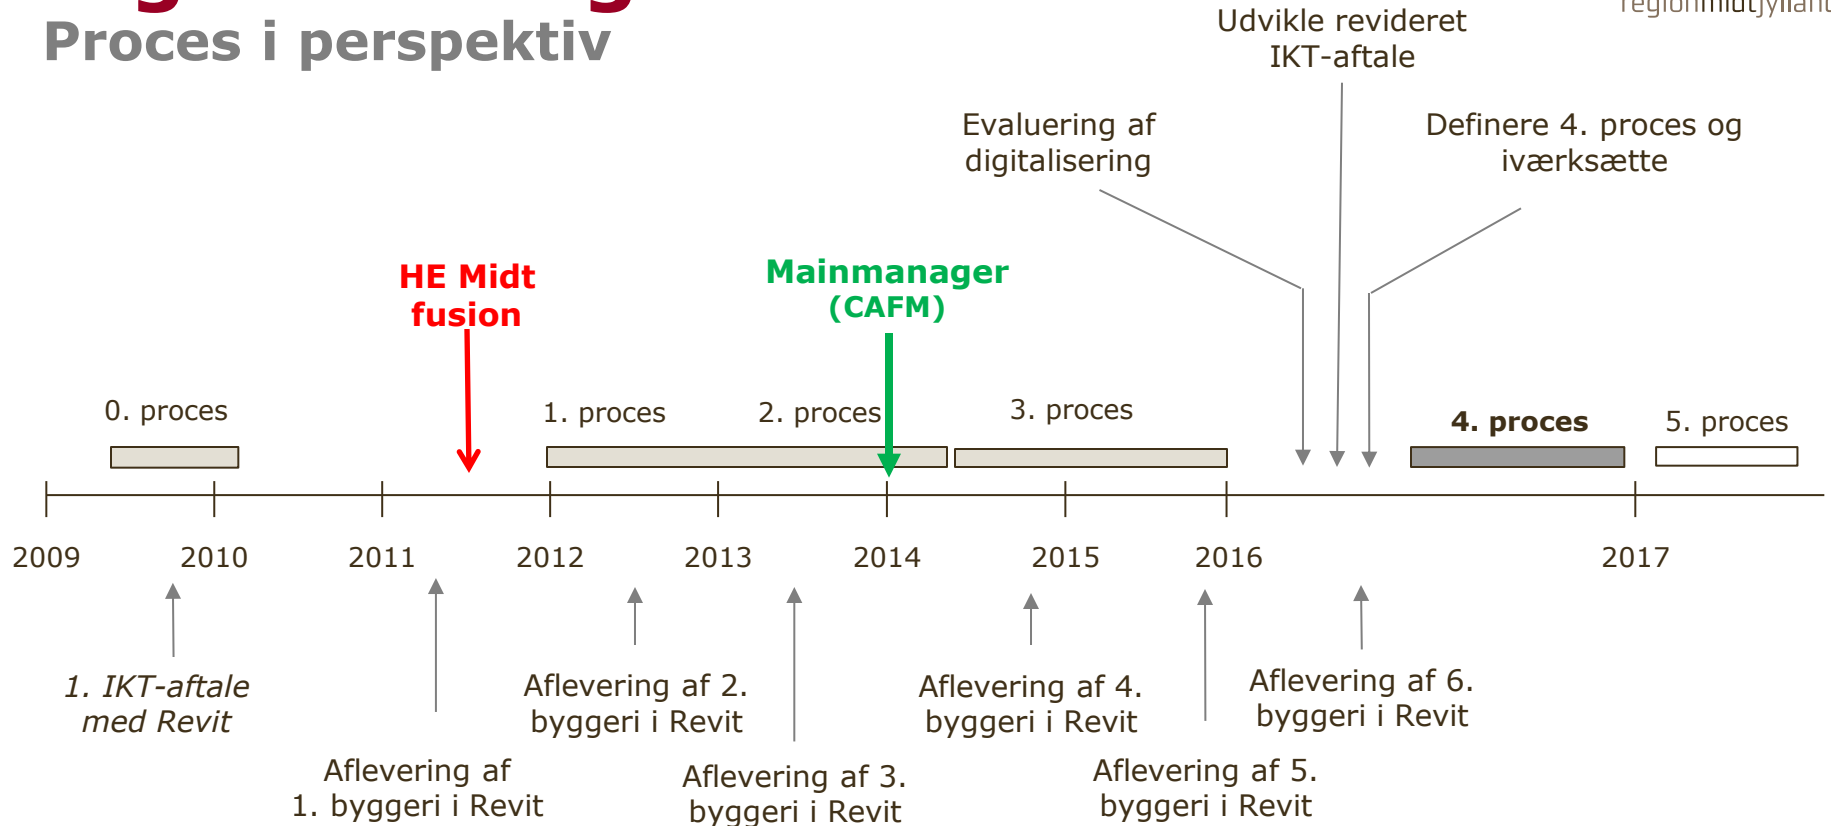 Proces i perspektiv
regionmidtjylland
Udvikle revideret
IKT-aftale
Evaluering af
digitalisering
Definere 4. proces og
iværksætte
HE Midt
fusion
Mainmanager
(CAFM)
0. proces
1. proces
2. proces
3. proces
4. proces
5. proces
2009
2010
2011
2012
2013
2014
2015
2016
2017
1. IKT-aftale
med Revit
Aflevering af
1. byggeri i Revit
Aflevering af 2.
byggeri i Revit
Aflevering af 3.
byggeri i Revit
Aflevering af 4.
byggeri i Revit
Aflevering af 5.
byggeri i Revit
Aflevering af 6.
byggeri i Revit